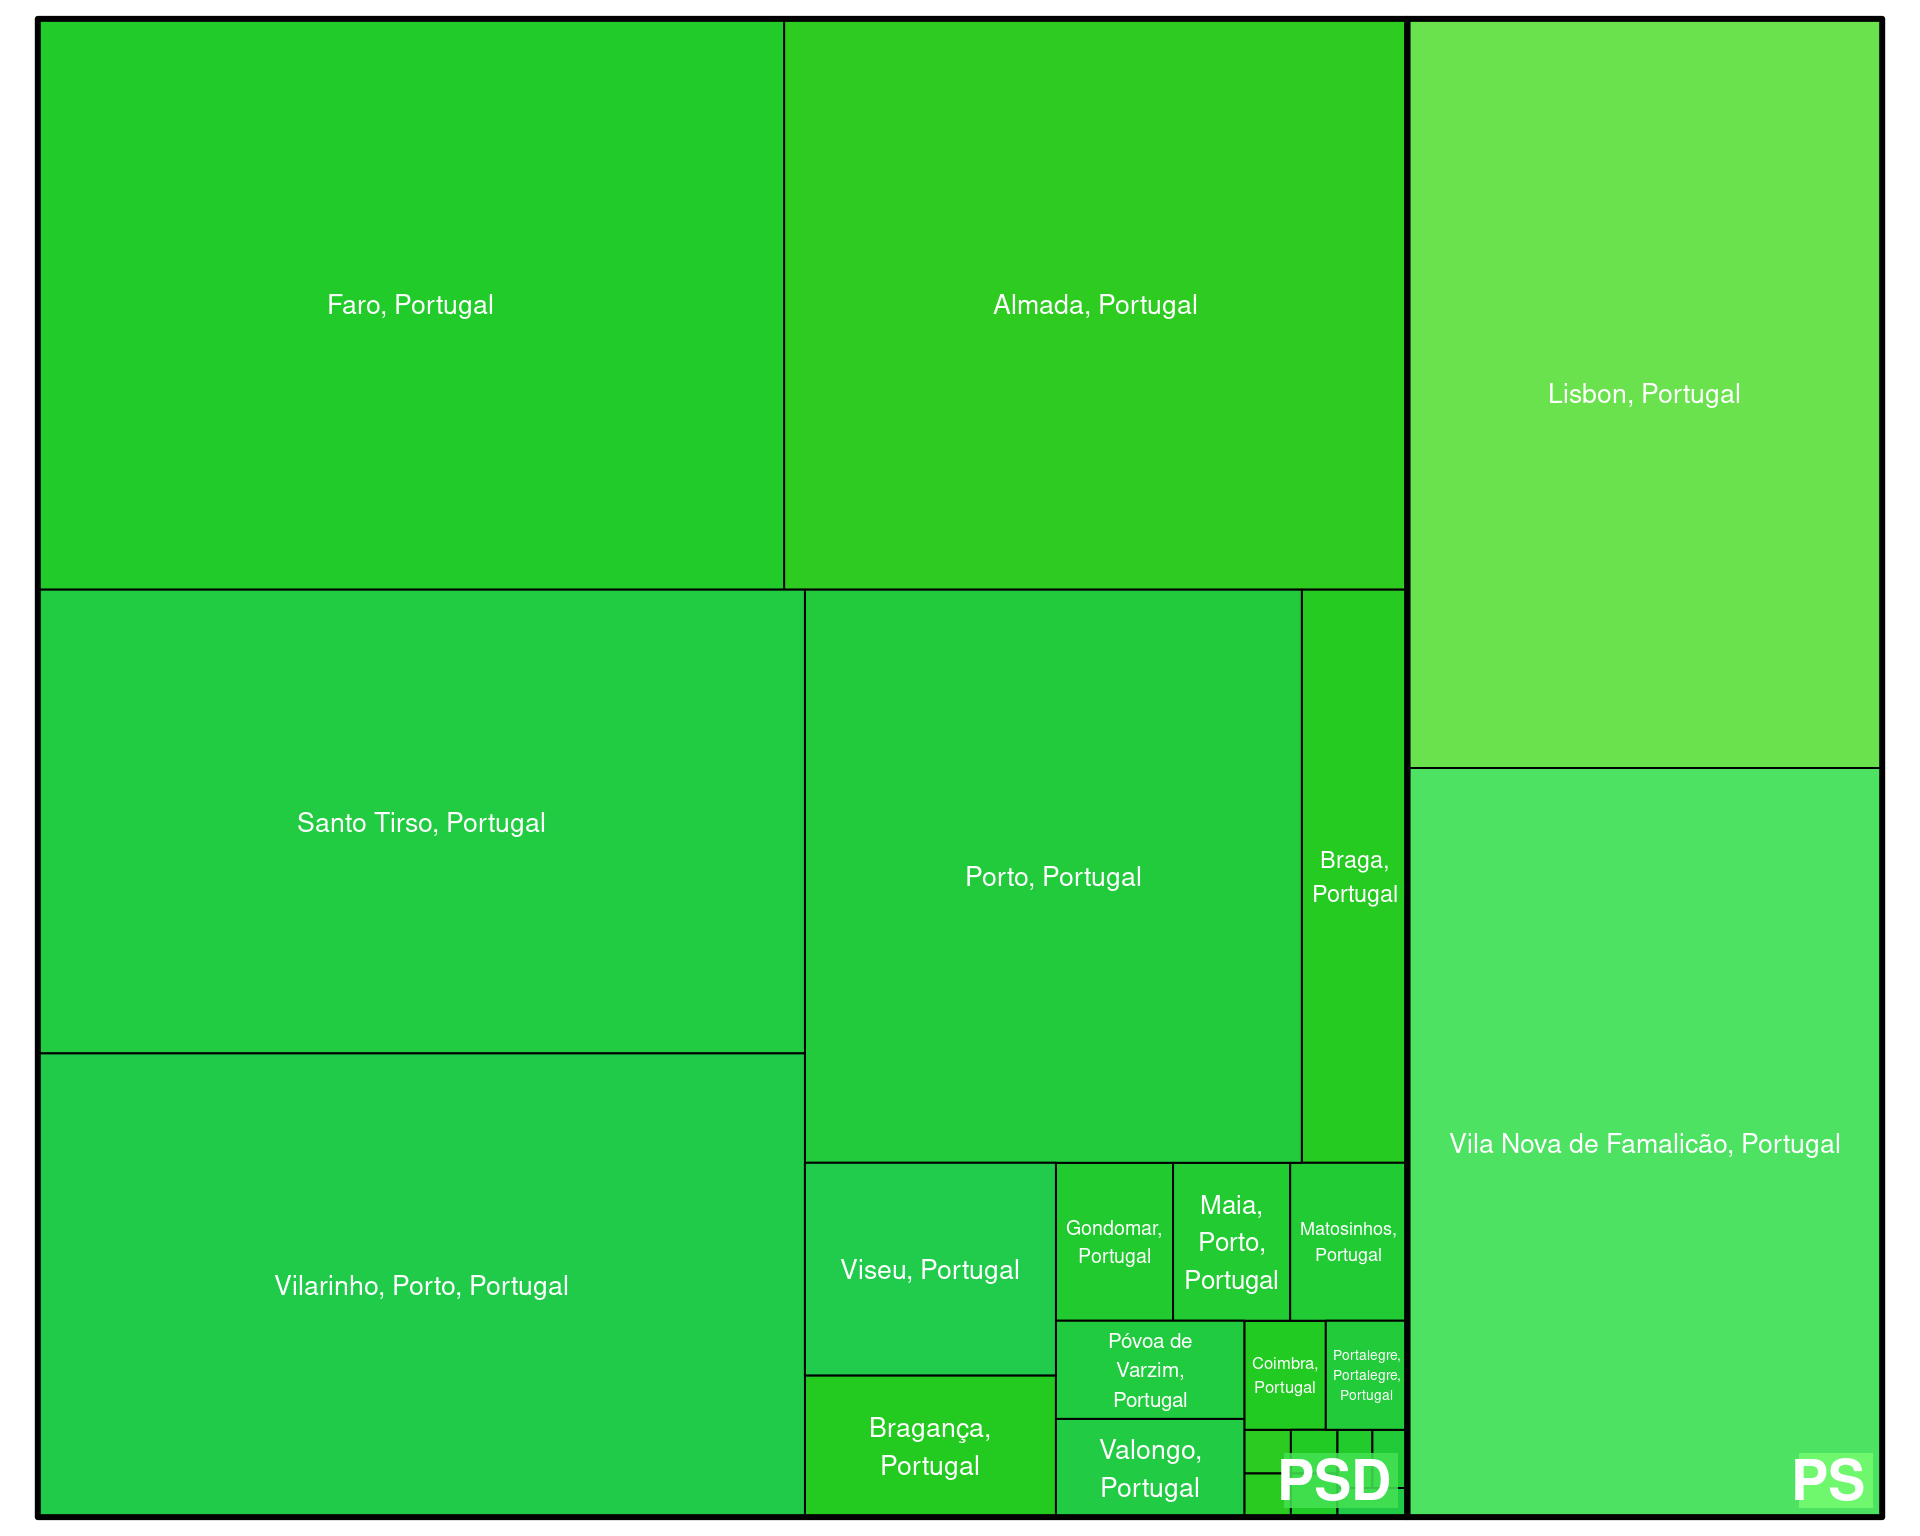 Faro, Portugal
Almada, Portugal
Lisbon, Portugal
Santo Tirso, Portugal
Porto, Portugal
Braga,
Portugal
Vila Nova de Famalicão, Portugal
Vilarinho, Porto, Portugal
Viseu, Portugal
Gondomar,
Portugal
Maia,
Porto,
Portugal
Matosinhos,
Portugal
Póvoa de
Varzim,
Portugal
Coimbra,
Portugal
Portalegre,
Portalegre,
Portugal
Bragança,
Portugal
Valongo,
Portugal
PSD
PS